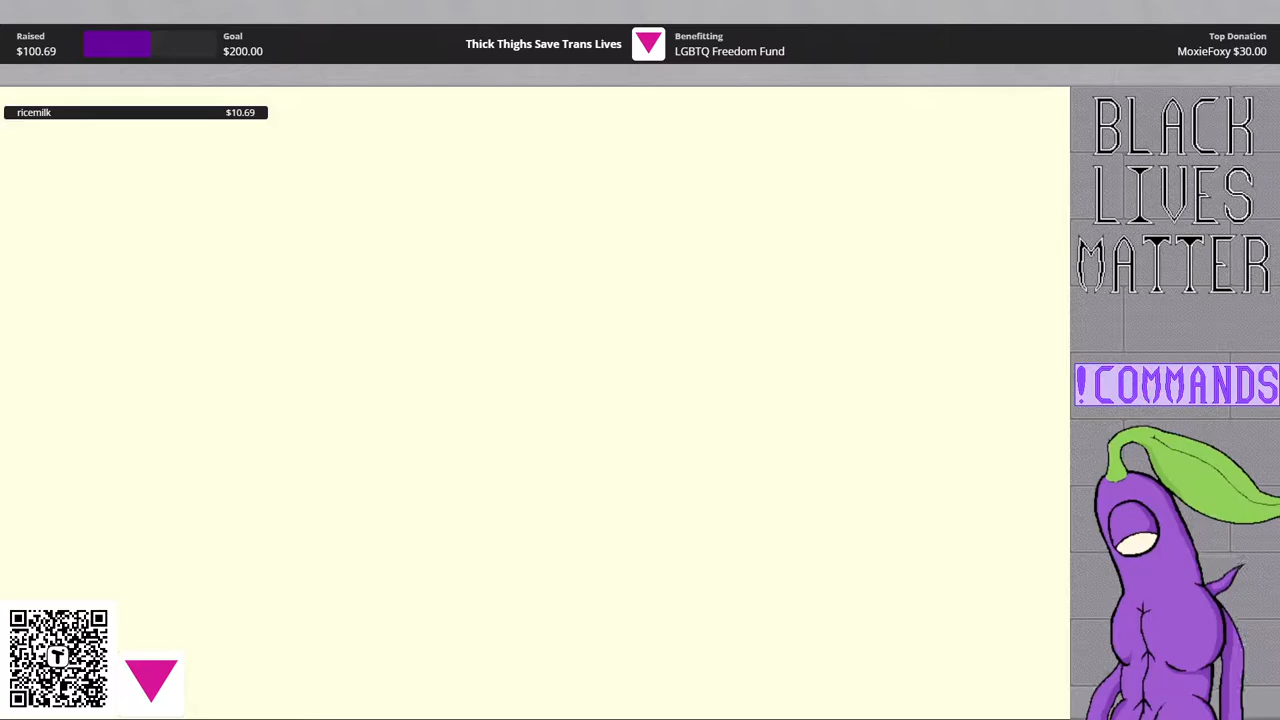 Raised
$100.69
Goal
$200.00
Thick Thighs Save Trans Lives
Benefitting
LGBTQ Freedom Fund
Top Donation
MoxieFoxy $30.00
ricemilk $10.69
BLACK
LIVES
MATTER
!COMMANDS
T